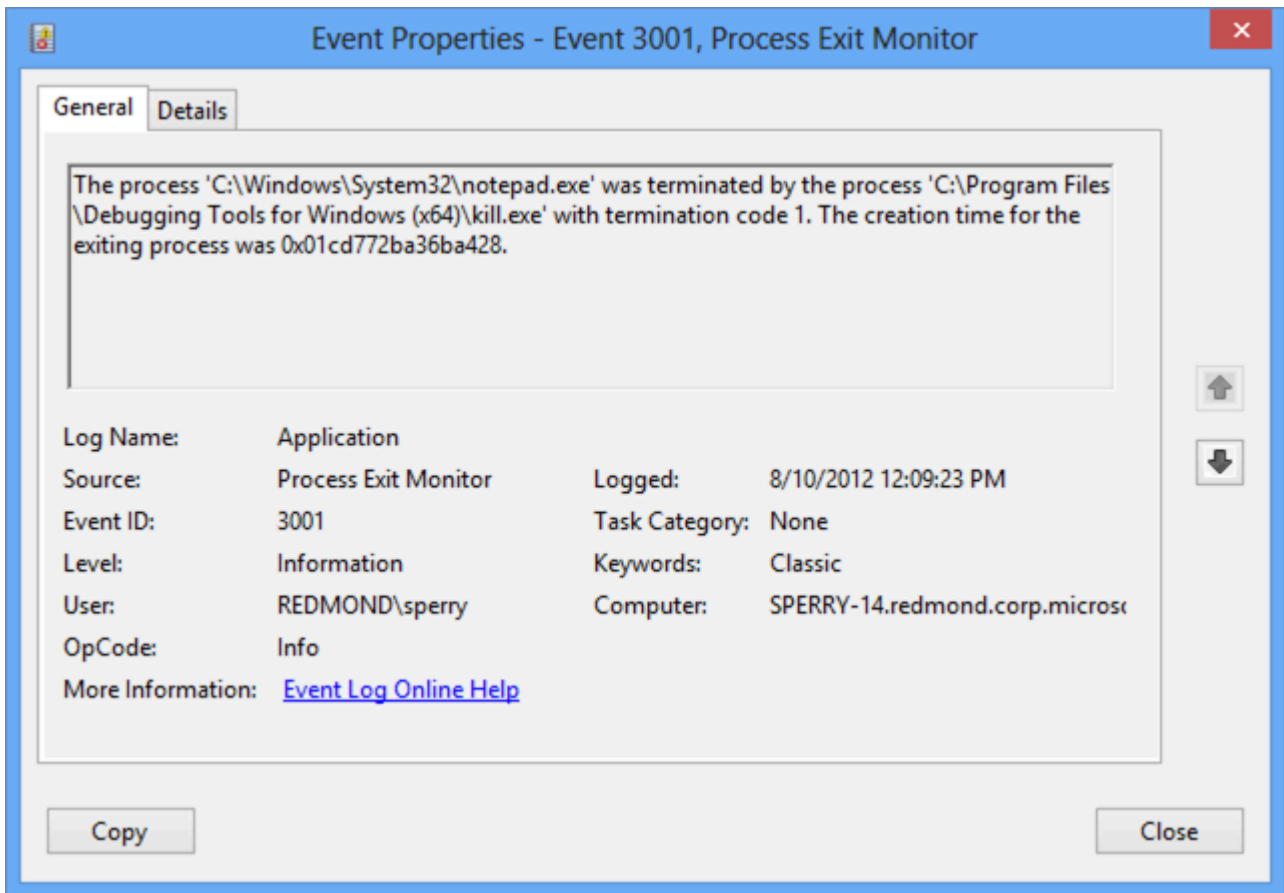 Event Properties - Event 3001, Process Exit Monitor
General Details
The process 'C:\Windows\System32\notepad.exe' was terminated by the process 'C:\Program Files
\Debugging Tools for Windows (x64)\kill.exe' with termination code 1. The creation time for the
exiting process was 0x01cd772ba36ba428.
Log Name: Application
Source: Process Exit Monitor Logged: 8/10/2012 12:09:23 PM
Event ID: 3001 Task Category: None
Level: Information Keywords: Classic
User: REDMOND\sperry Computer: SPERRY-14.redmond.corp.microsc
OpCode: Info
More Information: Event Log Online Help
Copy Close